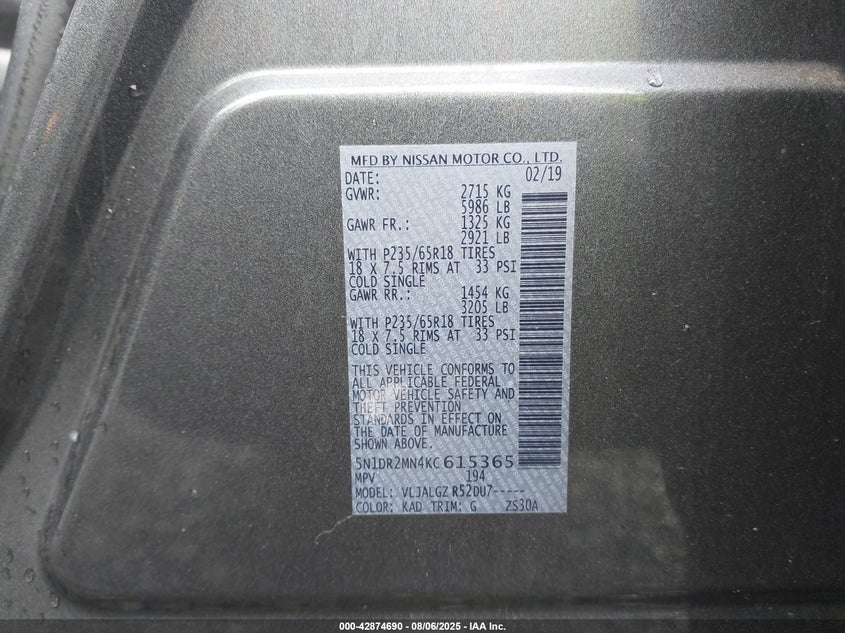 MFD BY NISSAN MOTOR CO., LTD.
DATE: 02/19
GVWR: 2715 KG
5986 LB
GAWR FR.: 1325 KG
2921 LB
WITH P235/65R18 TIRES
18 X 7.5 RIMS AT 33 PSI
COLD SINGLE
GAWR RR.: 1454 KG
3205 LB
WITH P235/65R18 TIRES
18 X 7.5 RIMS AT 33 PSI
COLD SINGLE
THIS VEHICLE CONFORMS TO
ALL APPLICABLE FEDERAL
MOTOR VEHICLE SAFETY AND
THEFT PREVENTION
STANDARDS IN EFFECT ON
THE DATE OF MANUFACTURE
SHOWN ABOVE.
5N1DR2MN4KC615365
MPV 194
MODEL: VLJALGZ R52DU7-----
COLOR: KAD TRIM: G ZS30A
000-42874690 - 08/06/2025 - IAA Inc.